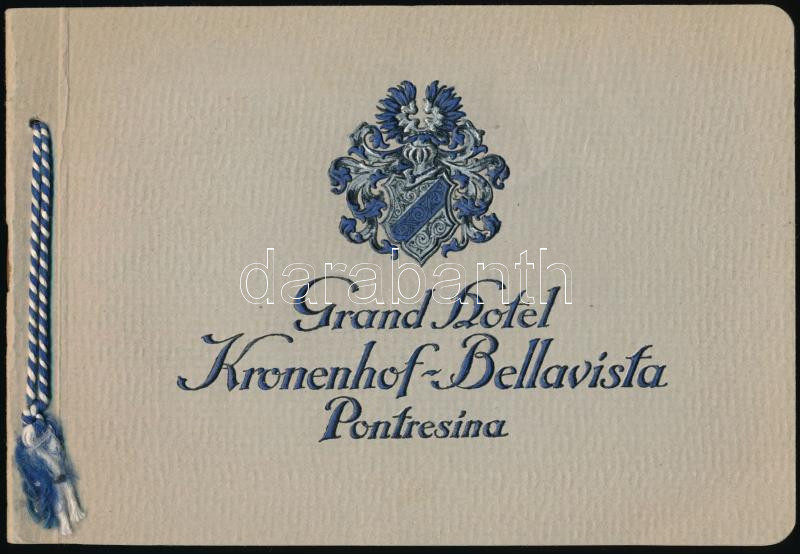 darabanth
Grand Hotel
Kronenhof-Bellavista
Pontresina